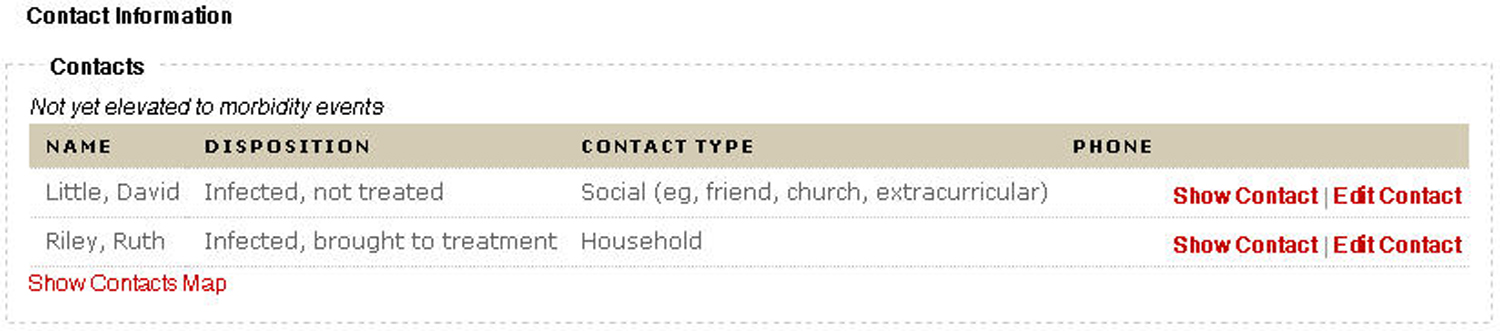 Contact Information
Contacts
Not yet elevated to morbidity events
NAME DISPOSITION CONTACT TYPE PHONE
Little, David Infected, not treated Social (eg, friend, church, extracurricular) Show Contact | Edit Contact
Riley, Ruth Infected, brought to treatment Household Show Contact | Edit Contact
Show Contacts Map